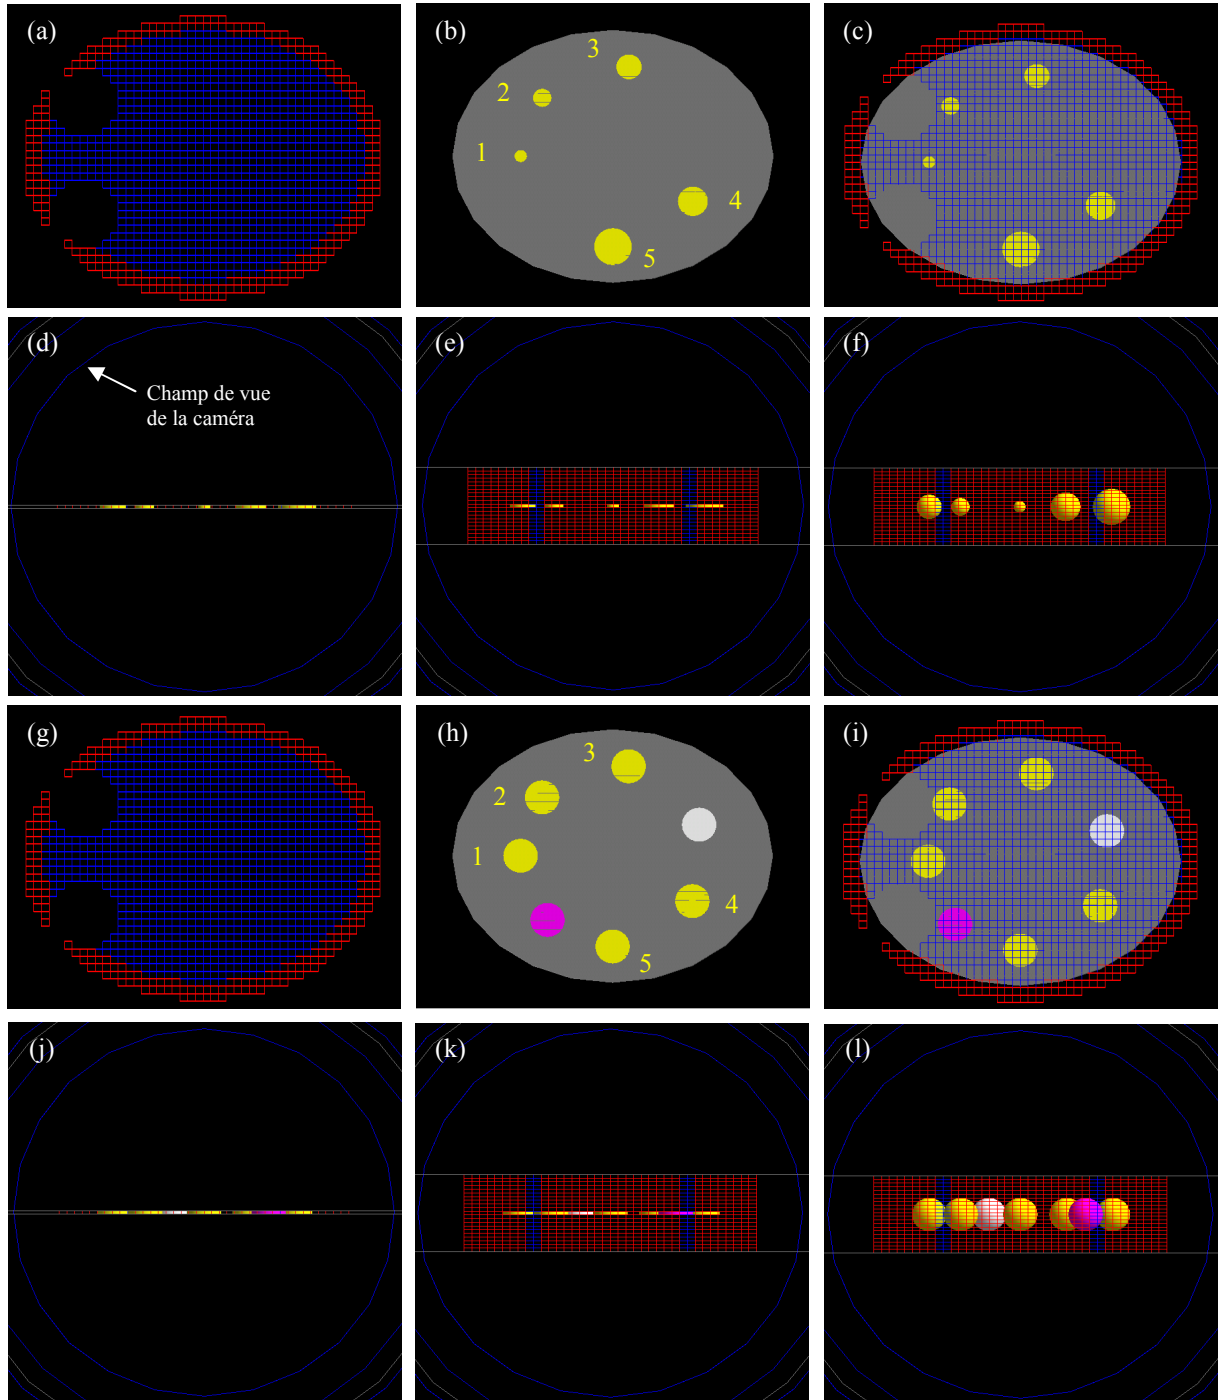 (a)
(b)
3
2
1
4
5
(c)
(d)
Champ de vue
de la caméra
(e)
(f)
(g)
(h)
3
2
1
4
5
(i)
(j)
(k)
(l)